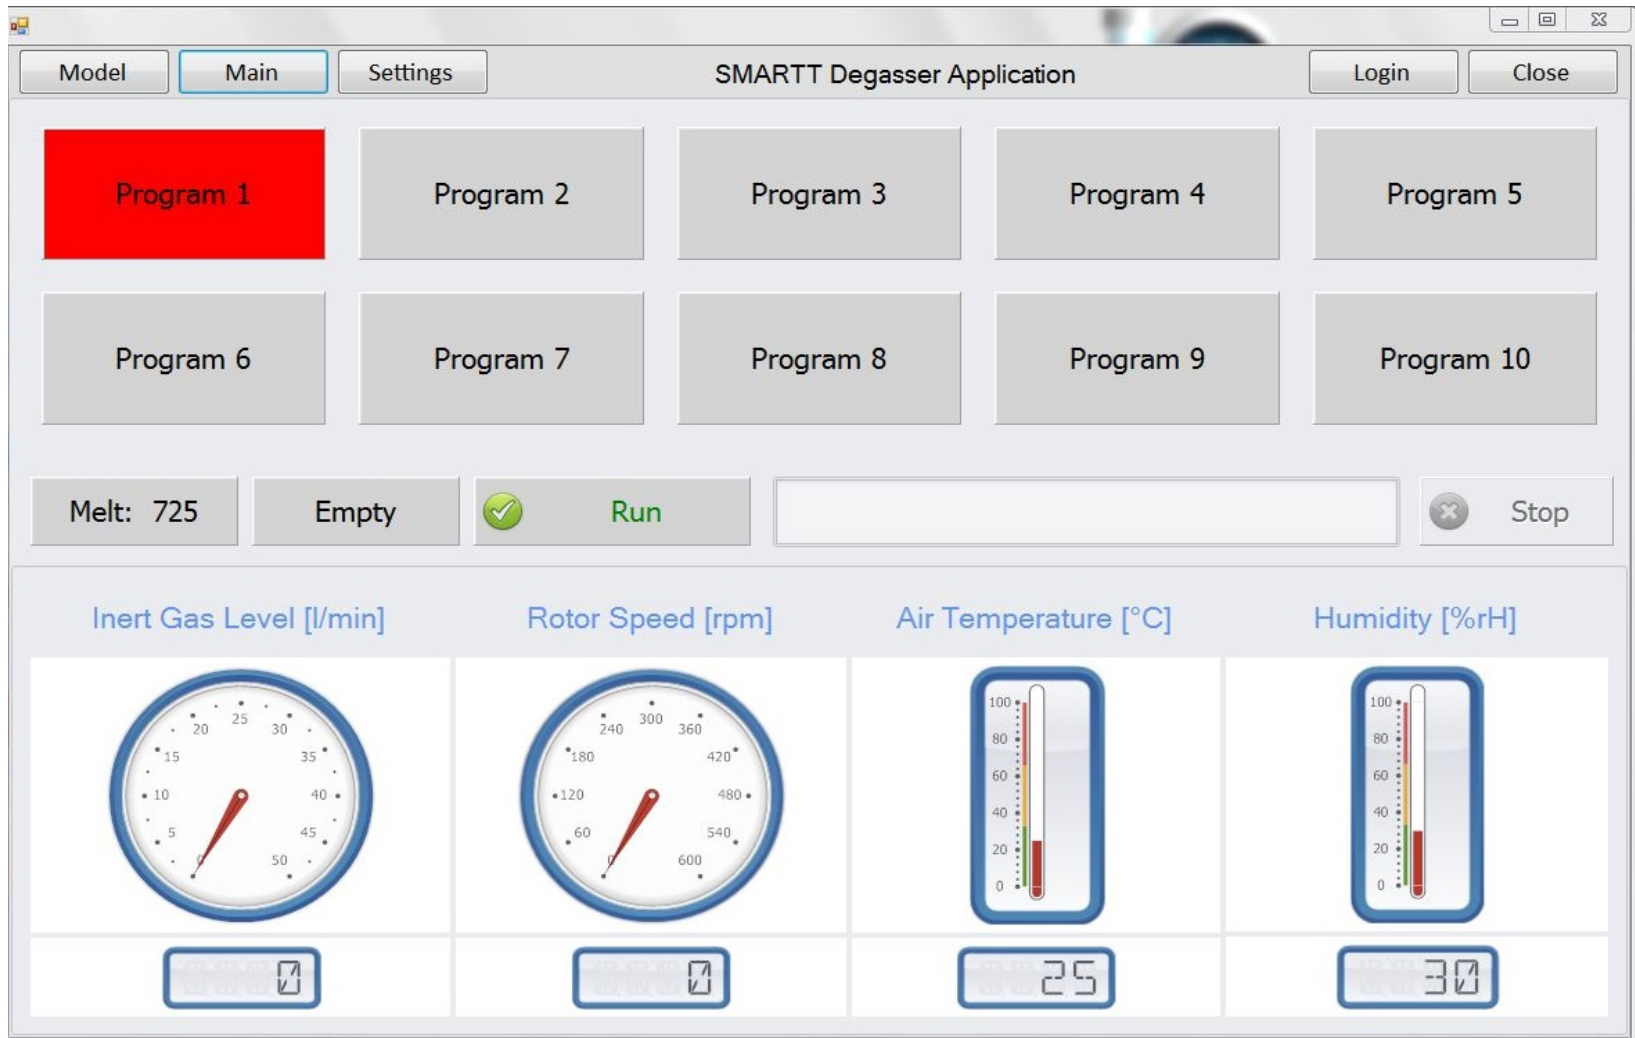 Model Main Settings SMARTT Degasser Application Login Close
Program 1 Program 2 Program 3 Program 4 Program 5
Program 6 Program 7 Program 8 Program 9 Program 10
Melt: 725 Empty Run Stop
Inert Gas Level [l/min] Rotor Speed [rpm] Air Temperature [°C] Humidity [%rH]
0 5 10 15 20 25 30 35 40 45 50
0 60 120 180 240 300 360 420 480 540 600
100 80 60 40 20 0
100 80 60 40 20 0
0 0 25 30